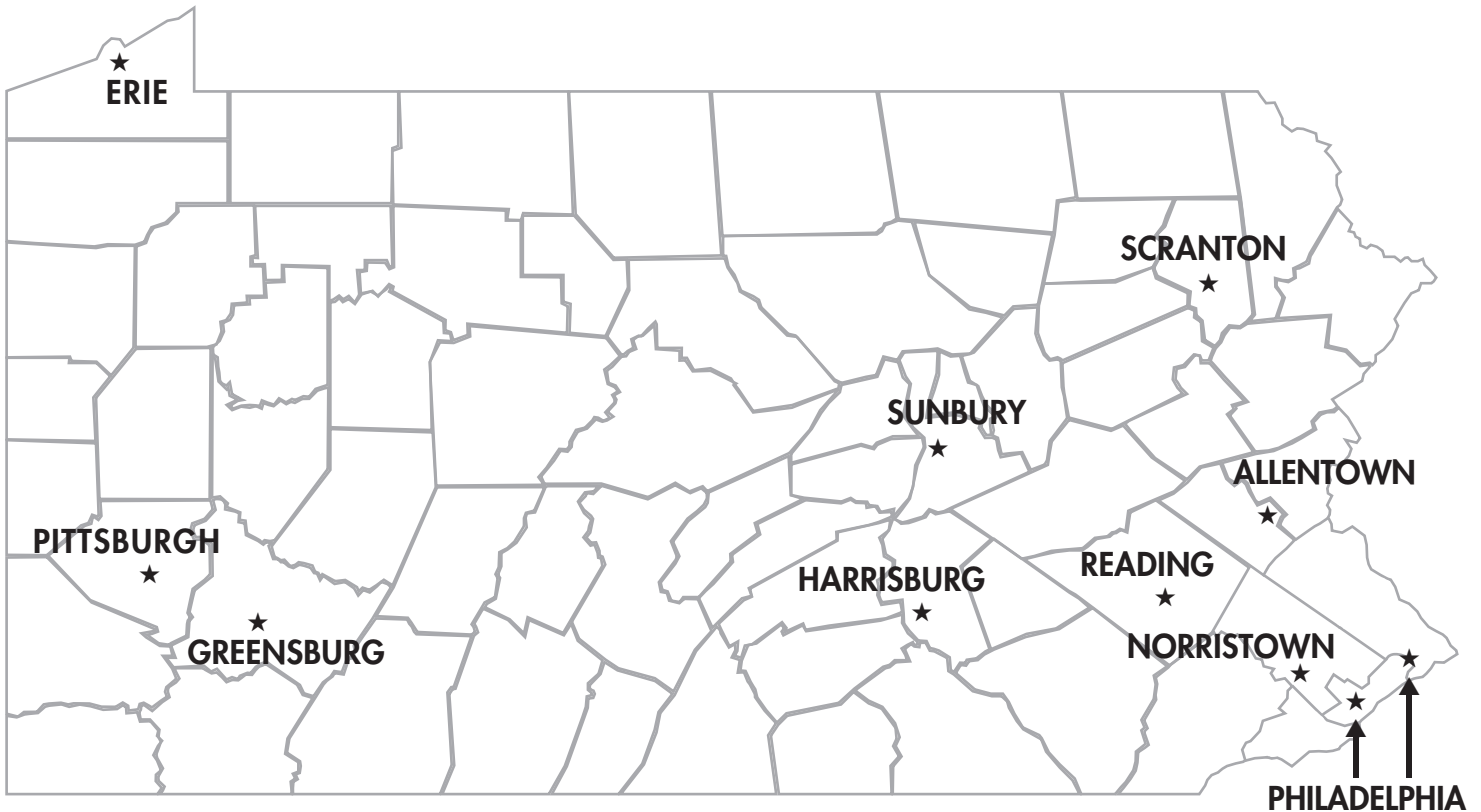 ERIE
SCRANTON
SUNBURY
ALLENTOWN
PITTSBURGH
READING
HARRISBURG
NORRISTOWN
GREENSBURG
PHILADELPHIA